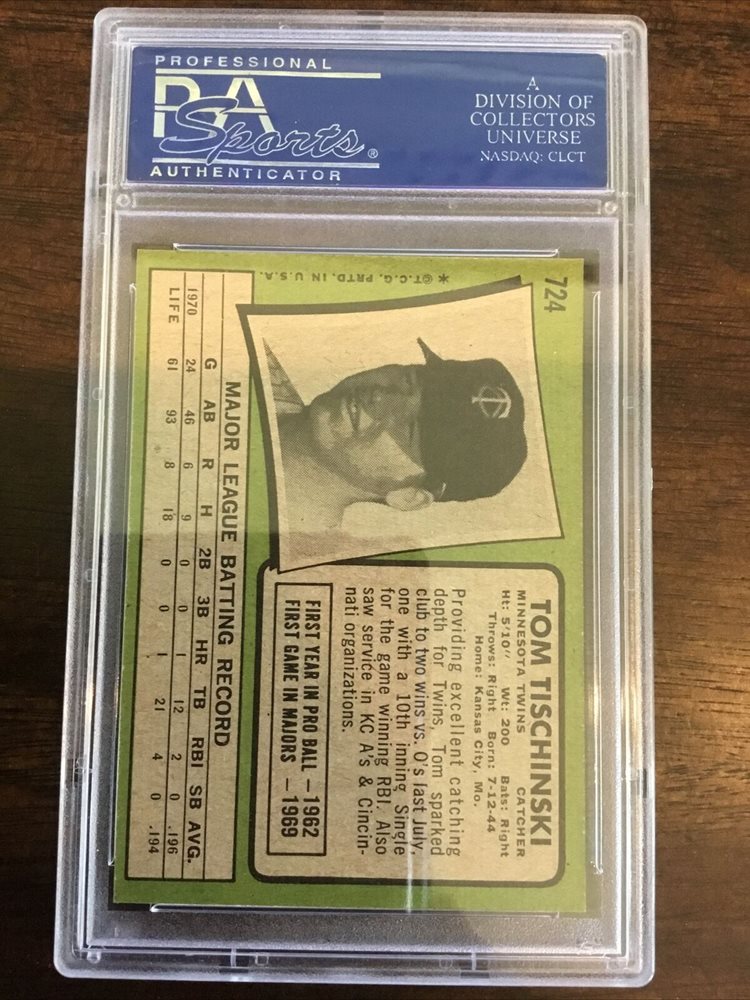 PROFESSIONAL
PSA
Sports®
AUTHENTICATOR
A
DIVISION OF
COLLECTORS
UNIVERSE
NASDAQ: CLCT
724
*©T.C.G. PRTD. IN U.S.A.
TC
TOM TISCHINSKI
MINNESOTA TWINS CATCHER
Ht: 5'10" Wt: 200 Bats: Right
Throws: Right Born: 7-12-44
Home: Kansas City, Mo.
Providing excellent catching
depth for Twins, Tom sparked
club to two wins vs. O's last July,
one with a 10th inning Single
for the game winning RBI. Also
saw service in KC A's & Cincin-
nati organizations.
FIRST YEAR IN PRO BALL — 1962
FIRST GAME IN MAJORS — 1969
MAJOR LEAGUE BATTING RECORD
G AB R H 2B 3B HR TB RBI SB AVG.
1970 24 46 6 9 0 0 1 12 2 0 .196
LIFE 61 93 8 18 0 0 1 21 4 0 .194